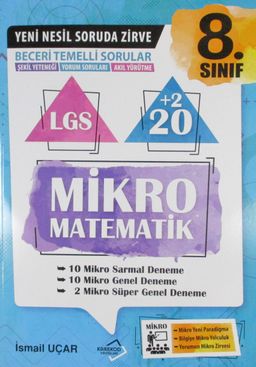 YENİ NESİL SORUDA ZİRVE
BECERİ TEMELLİ SORULAR
ŞEKİL YETENEĞİ YORUM SORULARI AKIL YÜRÜTME
8.
SINIF
LGS
+2
20
MİKRO
MATEMATİK
10 Mikro Sarmal Deneme
10 Mikro Genel Deneme
2 Mikro Süper Genel Deneme
İsmail UÇAR
KAREKÖK
MİKRO
Mikro Yeni Paradigma
Bilgiye Mikro Yolculuk
Yorumun Mikro Zirvesi